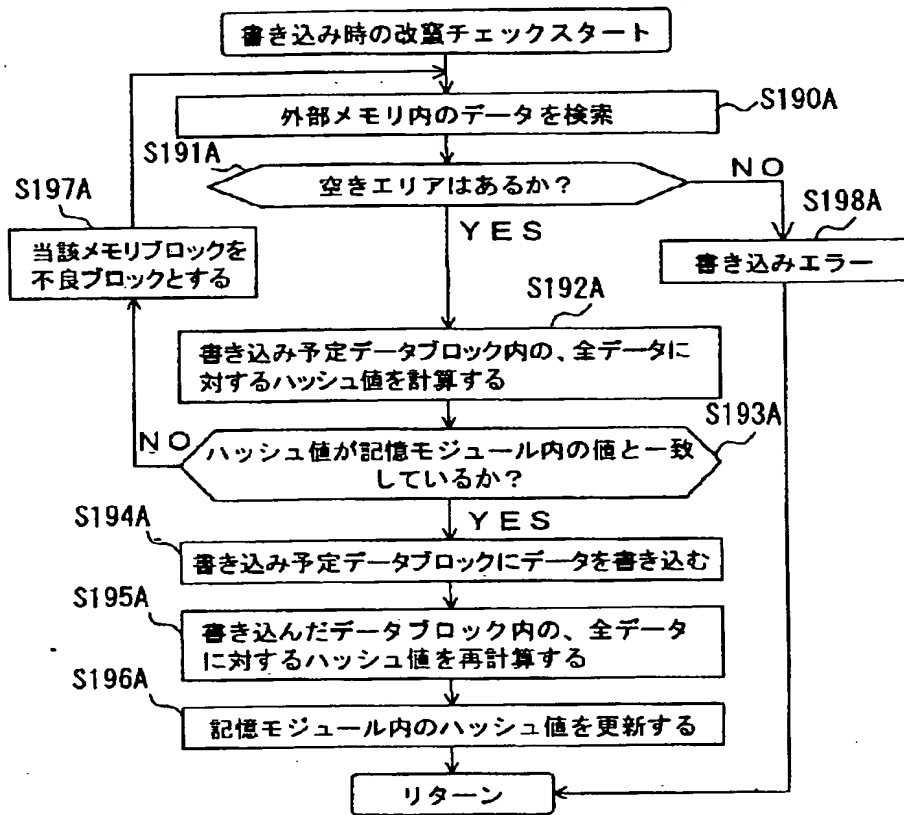 書き込み時の改竄チェックスタート
外部メモリ内のデータを検索
S190A
S191A
空きエリアはあるか?
NO
YES
S197A
当該メモリブロックを
不良ブロックとする
S198A
書き込みエラー
S192A
書き込み予定データブロック内の、全データに
対するハッシュ値を計算する
S193A
NO
ハッシュ値が記憶モジュール内の値と一致
しているか?
YES
S194A
書き込み予定データブロックにデータを書き込む
S195A
書き込んだデータブロック内の、全データ
に対するハッシュ値を再計算する
S196A
記憶モジュール内のハッシュ値を更新する
リターン